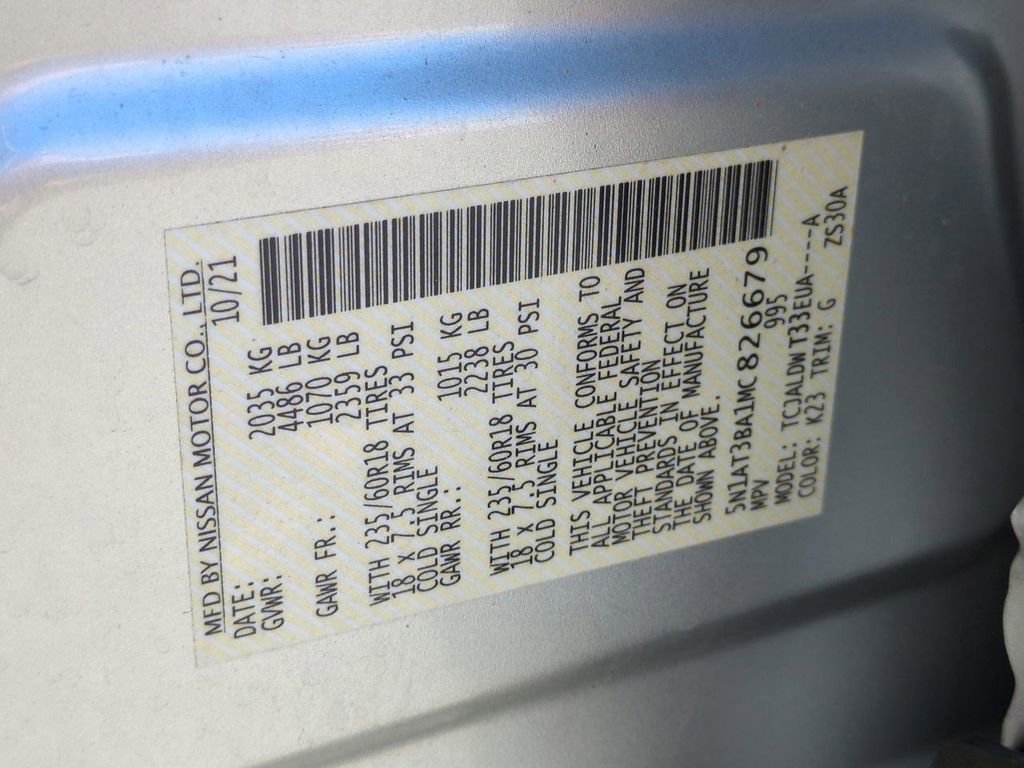 MFD BY NISSAN MOTOR CO., LTD.
DATE: 10/21
GVWR: 2035 KG
4486 LB
GAWR FR.: 1070 KG
2359 LB
WITH 235/60R18 TIRES
18 X 7.5 RIMS AT 33 PSI
COLD SINGLE
GAWR RR.: 1015 KG
2238 LB
WITH 235/60R18 TIRES
18 X 7.5 RIMS AT 30 PSI
COLD SINGLE
THIS VEHICLE CONFORMS TO
ALL APPLICABLE FEDERAL
MOTOR VEHICLE SAFETY AND
THEFT PREVENTION
STANDARDS IN EFFECT ON
THE DATE OF MANUFACTURE
SHOWN ABOVE.
5N1AT3BA1MC826679
MPV 995
MODEL: TCJALDW T33EUA----A
COLOR: K23 TRIM; G ZS30A